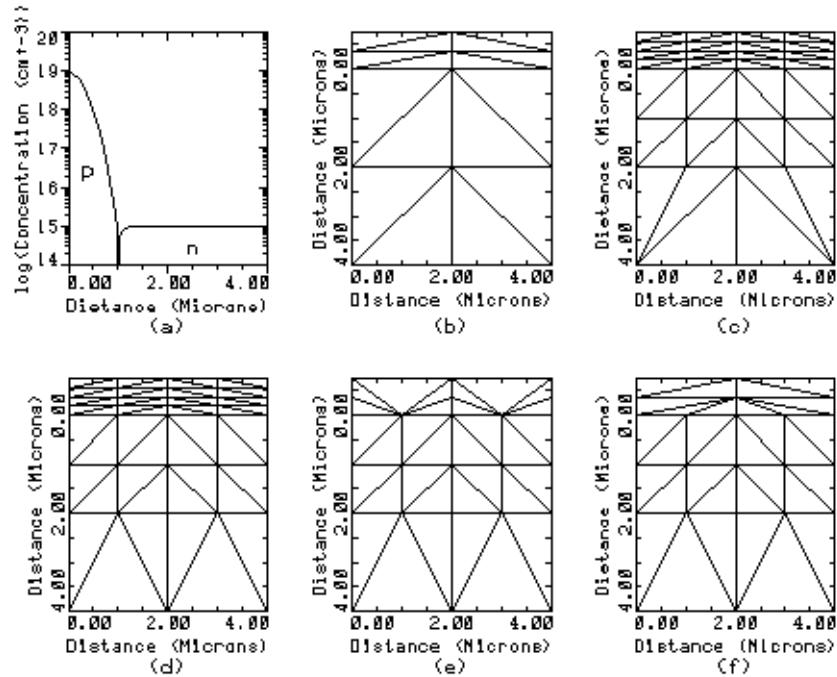 log(Concentration (cm↑-3))
20
19
18
17
16
15
14
p
n
0.00 2.00 4.00
Distance (Microns)
(a)
Distance (Microns)
0.00
2.00
4.00
0.00 2.00 4.00
Distance (Microns)
(b)
Distance (Microns)
0.00
2.00
4.00
0.00 2.00 4.00
Distance (Microns)
(c)
Distance (Microns)
0.00
2.00
4.00
0.00 2.00 4.00
Distance (Microns)
(d)
Distance (Microns)
0.00
2.00
4.00
0.00 2.00 4.00
Distance (Microns)
(e)
Distance (Microns)
0.00
2.00
4.00
0.00 2.00 4.00
Distance (Microns)
(f)